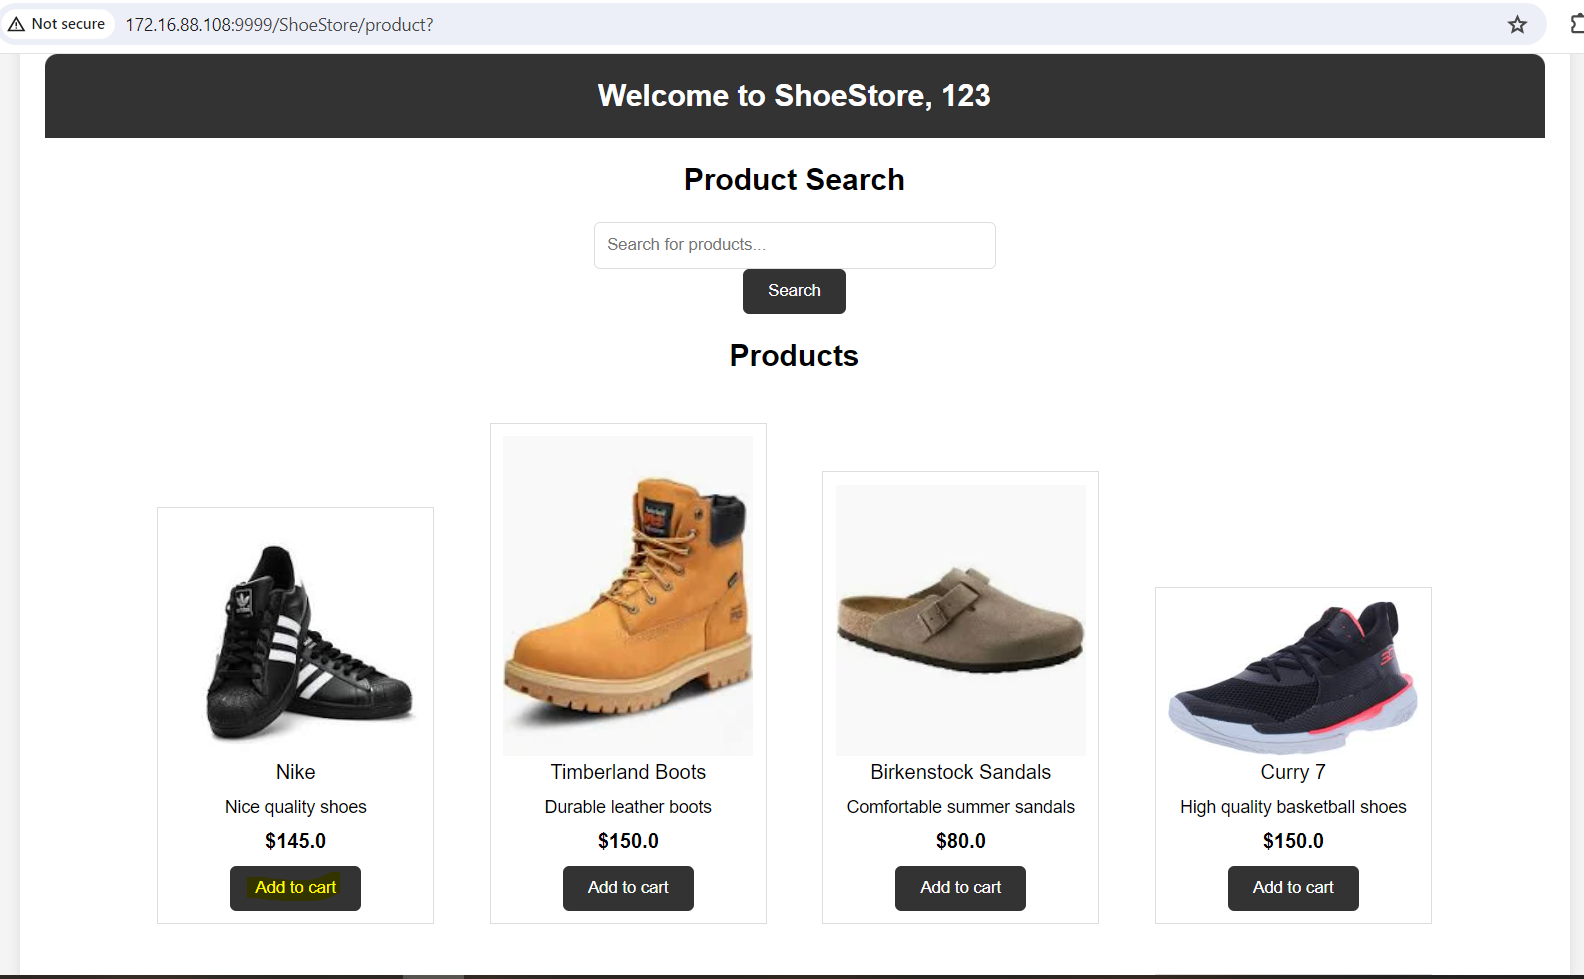 Not secure
172.16.88.108:9999/ShoeStore/product?
Welcome to ShoeStore, 123
Product Search
Search for products...
Search
Products
Nike
Nice quality shoes
$145.0
Add to cart
Timberland Boots
Durable leather boots
$150.0
Add to cart
Birkenstock Sandals
Comfortable summer sandals
$80.0
Add to cart
Curry 7
High quality basketball shoes
$150.0
Add to cart